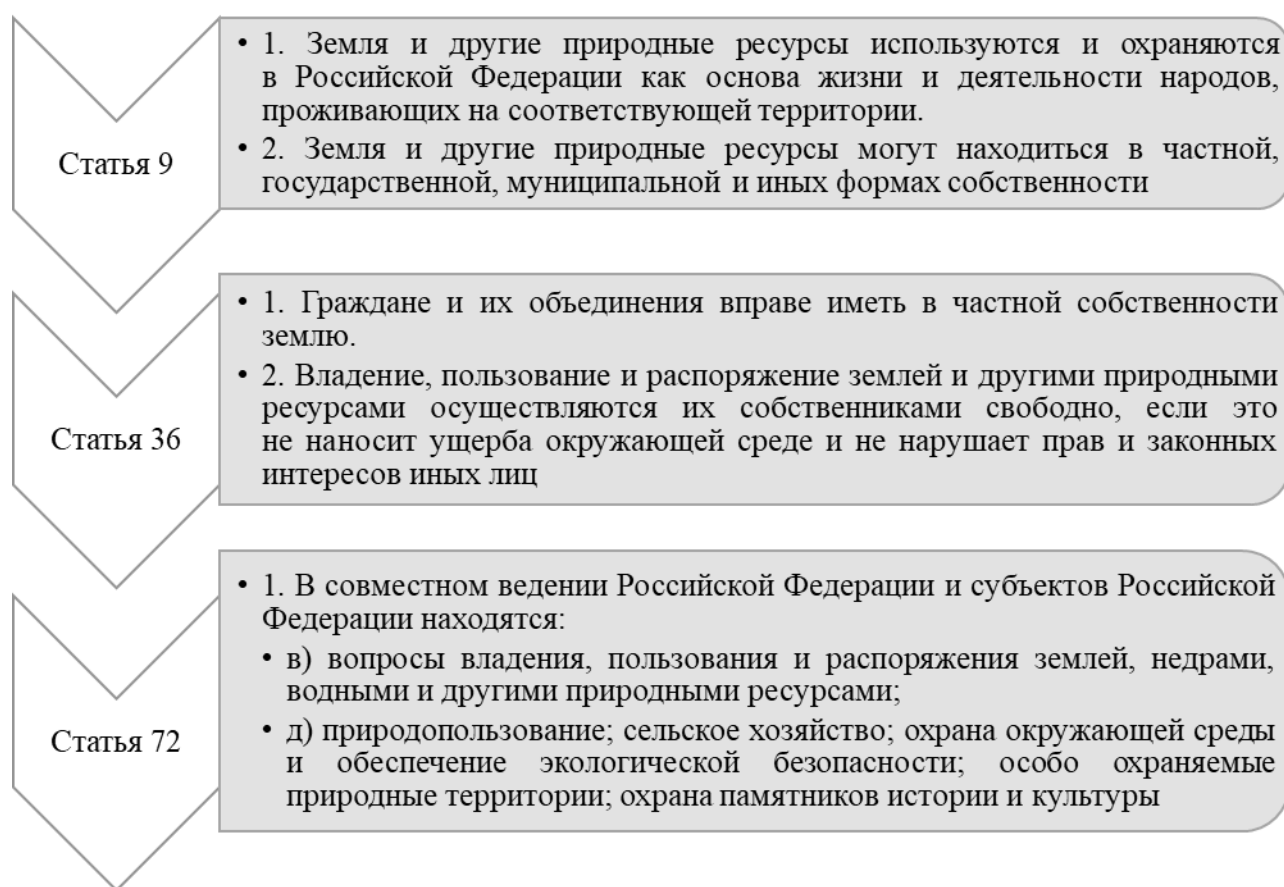 Статья 9
• 1. Земля и другие природные ресурсы используются и охраняются
в Российской Федерации как основа жизни и деятельности народов,
проживающих на соответствующей территории.
• 2. Земля и другие природные ресурсы могут находиться в частной,
государственной, муниципальной и иных формах собственности
Статья 36
• 1. Граждане и их объединения вправе иметь в частной собственности
землю.
• 2. Владение, пользование и распоряжение землей и другими природными
ресурсами осуществляются их собственниками свободно, если это
не наносит ущерба окружающей среде и не нарушает прав и законных
интересов иных лиц
Статья 72
• 1. В совместном ведении Российской Федерации и субъектов Российской
Федерации находятся:
• в) вопросы владения, пользования и распоряжения землей, недрами,
водными и другими природными ресурсами;
• д) природопользование; сельское хозяйство; охрана окружающей среды
и обеспечение экологической безопасности; особо охраняемые
природные территории; охрана памятников истории и культуры